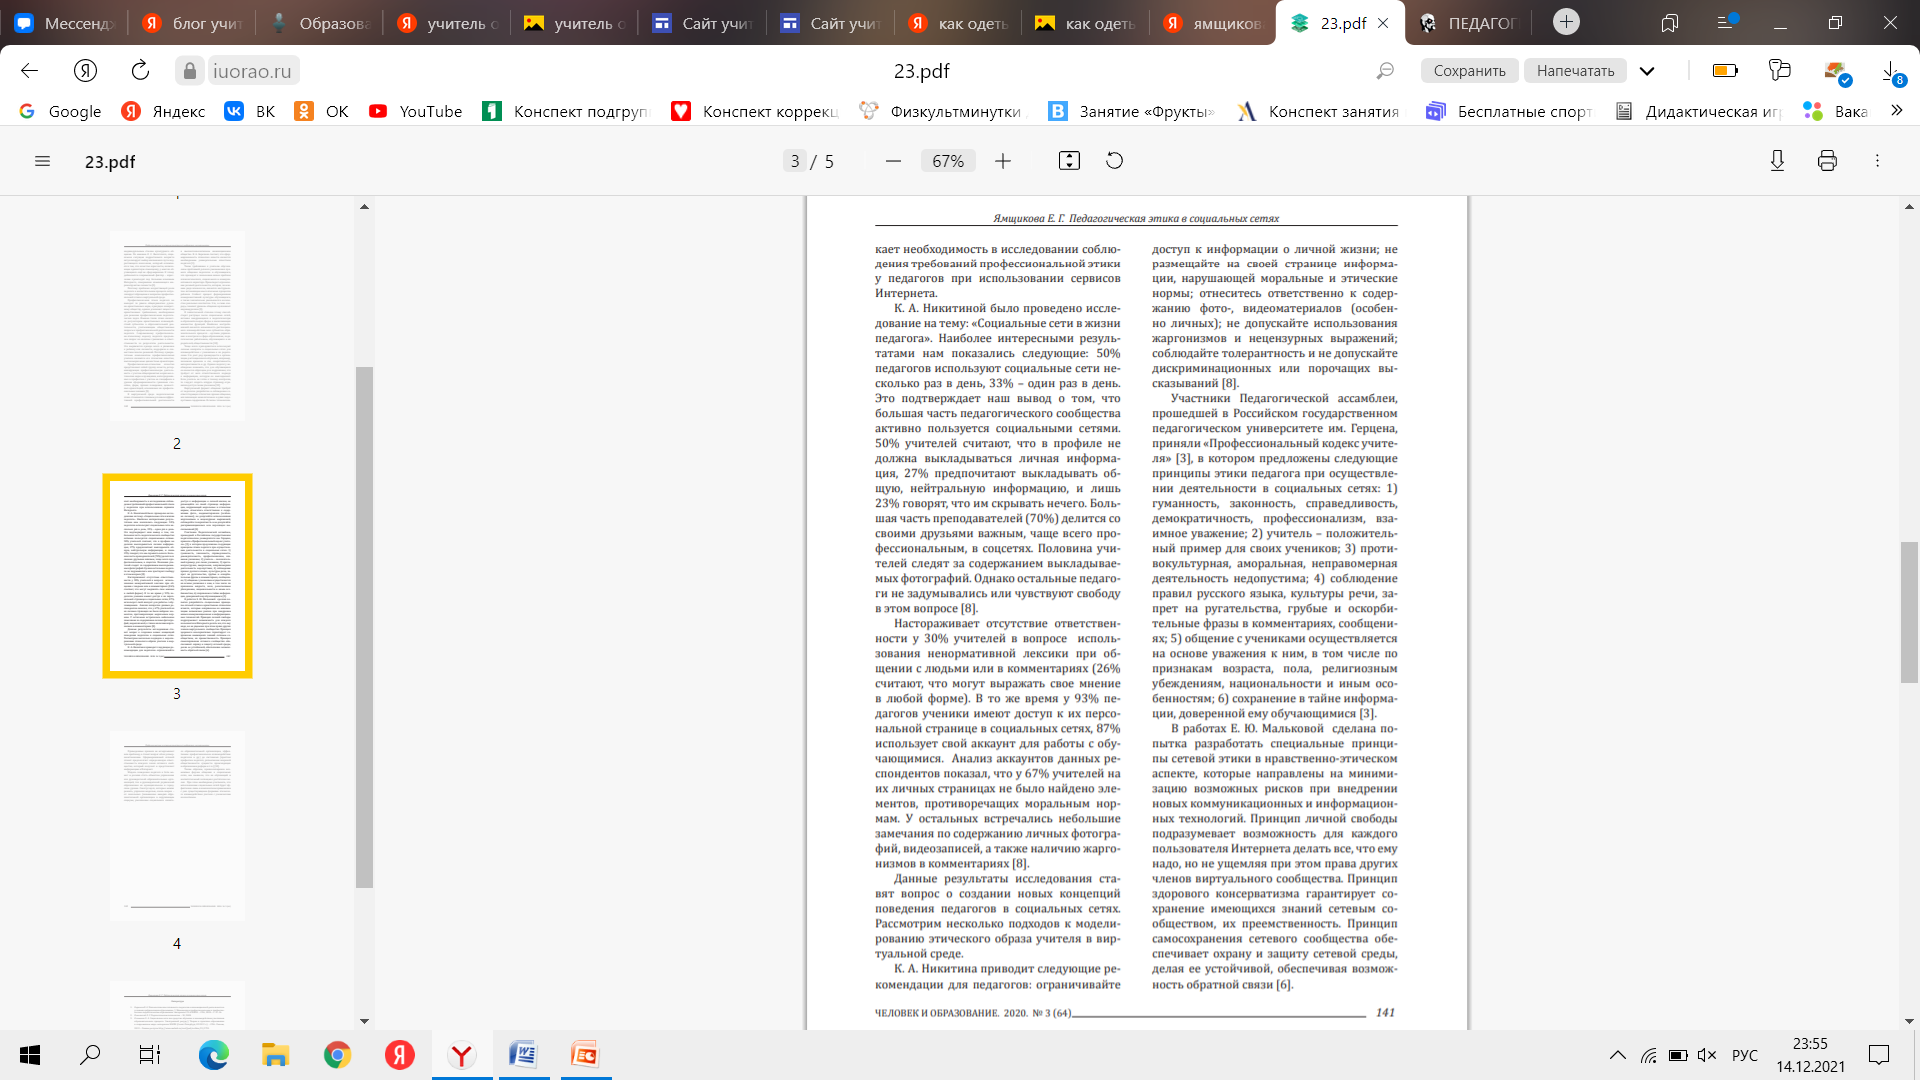 Мессендж
блог учит
Образова
учитель о
учитель о
Сайт учит
Сайт учит
как одеть
как одеть
ямщиков
23.pdf
ПЕДАГОГ
iuorao.ru
23.pdf
Сохранить
Напечатать
8
Google
Яндекс
ВК
ОК
YouTube
Конспект подгруп
Конспект коррекц
Физкультминутки
Занятие «Фрукты»
Конспект занятия
Бесплатные спорт
Дидактическая иг
Вака
23.pdf
3 / 5
67%
2
3
4
Ямщикова Е. Г. Педагогическая этика в социальных сетях
кает необходимость в исследовании соблю-
дения требований профессиональной этики
у педагогов при использовании сервисов
Интернета.
К. А. Никитиной было проведено иссле-
дование на тему: «Социальные сети в жизни
педагога». Наиболее интересными резуль-
татами нам показались следующие: 50%
педагогов используют социальные сети не-
сколько раз в день, 33% – один раз в день.
Это подтверждает наш вывод о том, что
большая часть педагогического сообщества
активно пользуется социальными сетями.
50% учителей считают, что в профиле не
должна выкладываться личная информа-
ция, 27% предпочитают выкладывать об-
щую, нейтральную информацию, и лишь
23% говорят, что им скрывать нечего. Боль-
шая часть преподавателей (70%) делится со
своими друзьями важным, чаще всего про-
фессиональным, в соцсетях. Половина учи-
телей следят за содержанием выкладывае-
мых фотографий. Однако остальные педаго-
ги не задумывались или чувствуют свободу
в этом вопросе [8].
Настораживает отсутствие ответствен-
ности у 30% учителей в вопросе исполь-
зования ненормативной лексики при об-
щении с людьми или в комментариях (26%
считают, что могут выражать свое мнение
в любой форме). В то же время у 93% пе-
дагогов ученики имеют доступ к их персо-
нальной странице в социальных сетях, 87%
использует свой аккаунт для работы с обу-
чающимися. Анализ аккаунтов данных ре-
спондентов показал, что у 67% учителей на
их личных страницах не было найдено эле-
ментов, противоречащих моральным нор-
мам. У остальных встречались небольшие
замечания по содержанию личных фотогра-
фий, видеозаписей, а также наличию жарго-
низмов в комментариях [8].
Данные результаты исследования ста-
вят вопрос о создании новых концепций
поведения педагогов в социальных сетях.
Рассмотрим несколько подходов к модели-
рованию этического образа учителя в вир-
туальной среде.
К. А. Никитина приводит следующие ре-
комендации для педагогов: ограничивайте
доступ к информации о личной жизни; не
размещайте на своей странице информа-
ции, нарушающей моральные и этические
нормы; отнеситесь ответственно к содер-
жанию фото-, видеоматериалов (особен-
но личных); не допускайте использования
жаргонизмов и нецензурных выражений;
соблюдайте толерантность и не допускайте
дискриминационных или порочащих вы-
сказываний [8].
Участники Педагогической ассамблеи,
прошедшей в Российском государственном
педагогическом университете им. Герцена,
приняли «Профессиональный кодекс учите-
ля» [3], в котором предложены следующие
принципы этики педагога при осуществле-
нии деятельности в социальных сетях: 1)
гуманность, законность, справедливость,
демократичность, профессионализм, вза-
имное уважение; 2) учитель – положитель-
ный пример для своих учеников; 3) проти-
вокультурная, аморальная, неправомерная
деятельность недопустима; 4) соблюдение
правил русского языка, культуры речи, за-
прет на ругательства, грубые и оскорби-
тельные фразы в комментариях, сообщени-
ях; 5) общение с учениками осуществляется
на основе уважения к ним, в том числе по
признакам возраста, пола, религиозным
убеждениям, национальности и иным осо-
бенностям; 6) сохранение в тайне информа-
ции, доверенной ему обучающимися [3].
В работах Е. Ю. Мальковой сделана по-
пытка разработать специальные принци-
пы сетевой этики в нравственно-этическом
аспекте, которые направлены на миними-
зацию возможных рисков при внедрении
новых коммуникационных и информацион-
ных технологий. Принцип личной свободы
подразумевает возможность для каждого
пользователя Интернета делать все, что ему
надо, но не ущемляя при этом права других
членов виртуального сообщества. Принцип
здорового консерватизма гарантирует со-
хранение имеющихся знаний сетевым со-
обществом, их преемственность. Принцип
самосохранения сетевого сообщества обе-
спечивает охрану и защиту сетевой среды,
делая ее устойчивой, обеспечивая возмож-
ность обратной связи [6].
ЧЕЛОВЕК И ОБРАЗОВАНИЕ. 2020. № 3 (64)
141
РУС
23:55
14.12.2021